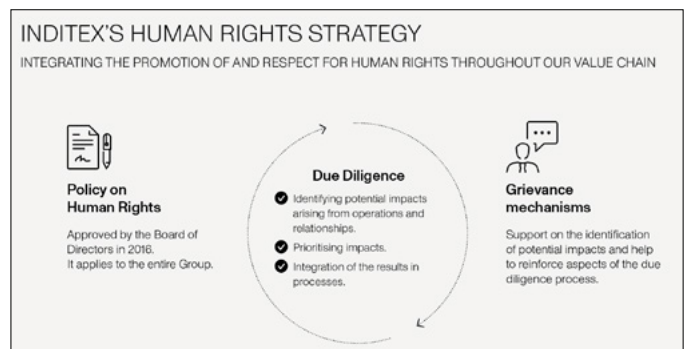 INDITEX'S HUMAN RIGHTS STRATEGY
INTEGRATING THE PROMOTION OF AND RESPECT FOR HUMAN RIGHTS THROUGHOUT OUR VALUE CHAIN
Policy on
Human Rights
Approved by the Board of
Directors in 2016.
It applies to the entire Group.
Due Diligence
Identifying potential impacts
arising from operations and
relationships.
Prioritising impacts.
Integration of the results in
processes.
Grievance
mechanisms
Support on the identification
of potential impacts and help
to reinforce aspects of the due
diligence process.